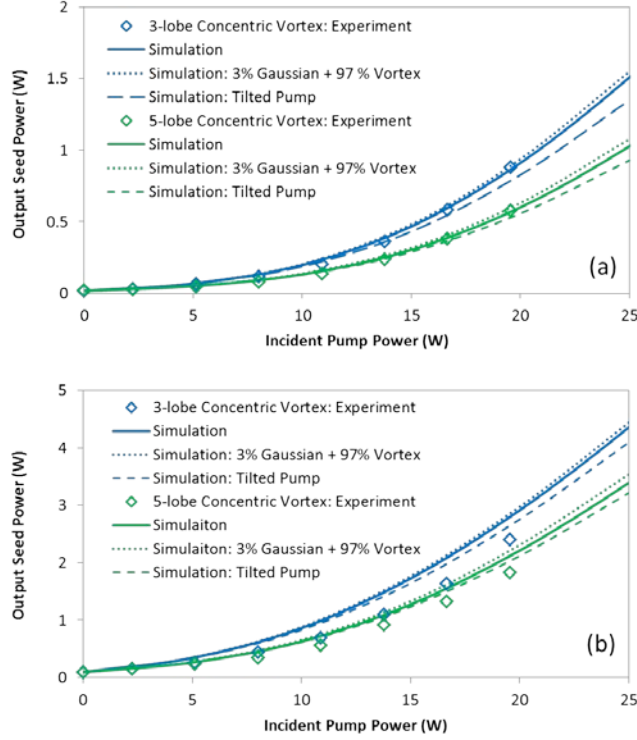 (a)
2
1.5
1
0.5
0
Output Seed Power (W)
3-lobe Concentric Vortex: Experiment
Simulation
Simulation: 3% Gaussian + 97 % Vortex
Simulation: Tilted Pump
5-lobe Concentric Vortex: Experiment
Simulation
Simulation: 3% Gaussian + 97% Vortex
Simulation: Tilted Pump
0 5 10 15 20 25
Incident Pump Power (W)
(b)
5
4
3
2
1
0
Output Seed Power (W)
3-lobe Concentric Vortex: Experiment
Simulation
Simulation: 3% Gaussian + 97% Vortex
Simulation: Tilted Pump
5-lobe Concentric Vortex: Experiment
Simulaiton
Simulaiton: 3% Gaussian + 97% Vortex
Simulation: Tilted Pump
0 5 10 15 20 25
Incident Pump Power (W)